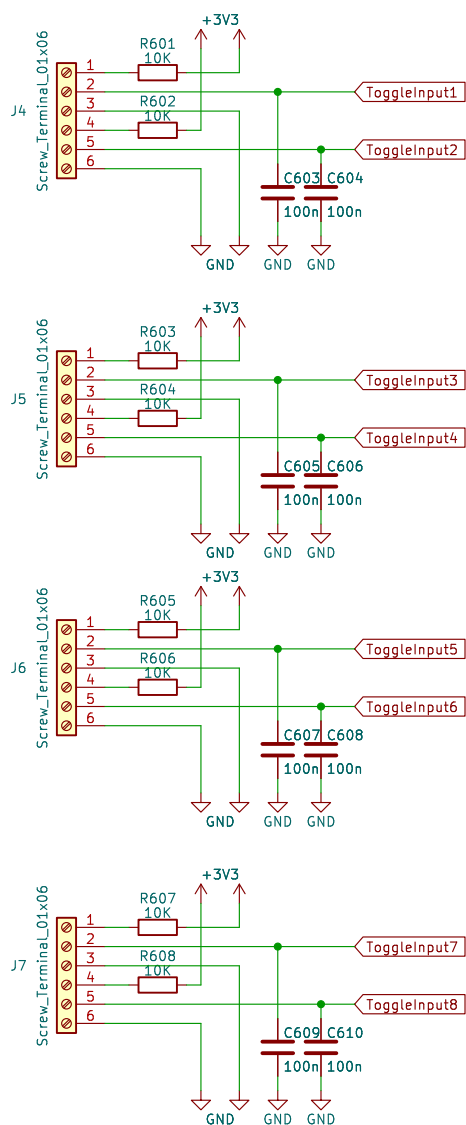 +3V3
R601
10K
1
2
3
4
5
6
R602
10K
J4
Screw_Terminal_01x06
ToggleInput1
ToggleInput2
C603
100n
C604
100n
GND
GND
GND
+3V3
R603
10K
1
2
3
4
5
6
R604
10K
J5
Screw_Terminal_01x06
ToggleInput3
ToggleInput4
C605
100n
C606
100n
GND
GND
GND
+3V3
R605
10K
1
2
3
4
5
6
R606
10K
J6
Screw_Terminal_01x06
ToggleInput5
ToggleInput6
C607
100n
C608
100n
GND
GND
GND
+3V3
R607
10K
1
2
3
4
5
6
R608
10K
J7
Screw_Terminal_01x06
ToggleInput7
ToggleInput8
C609
100n
C610
100n
GND
GND
GND